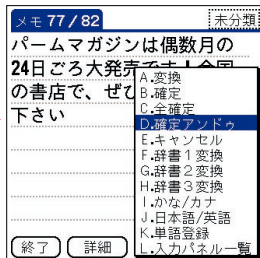 メモ 77/82 未分類
パームマガジンは偶数月の
24日ごろ大発売です！全国
の書店で、ぜひ
下さい
A.変換
B.確定
C.全確定
D.確定アンドゥ
E.キャンセル
F.辞書1変換
G.辞書2変換
H.辞書3変換
I.かな/カナ
J.日本語/英語
K.単語登録
L.入力パネル一覧
終了 詳細